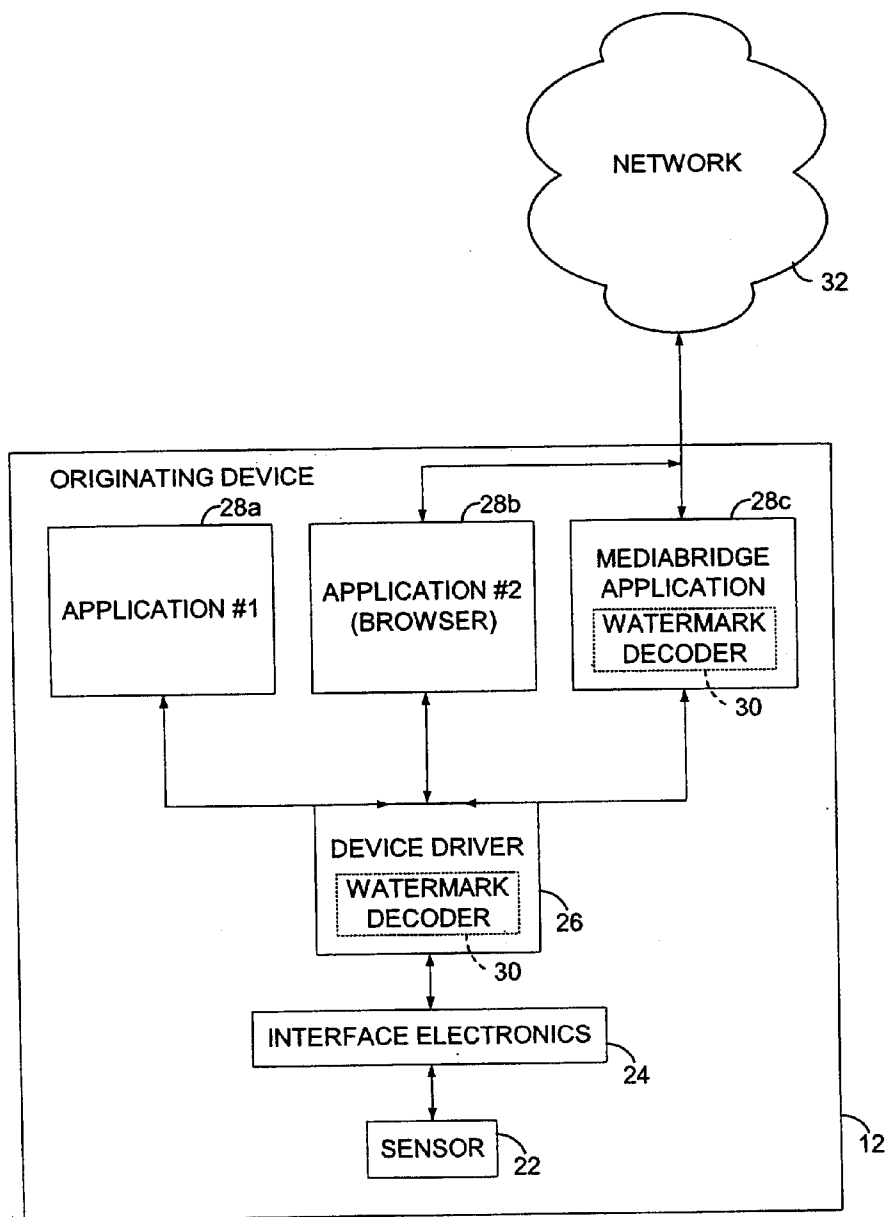 NETWORK
32
ORIGINATING DEVICE
28a
28b
28c
APPLICATION #1
APPLICATION #2
(BROWSER)
MEDIABRIDGE
APPLICATION
WATERMARK
DECODER
30
DEVICE DRIVER
WATERMARK
DECODER
26
30
INTERFACE ELECTRONICS
24
SENSOR
22
12